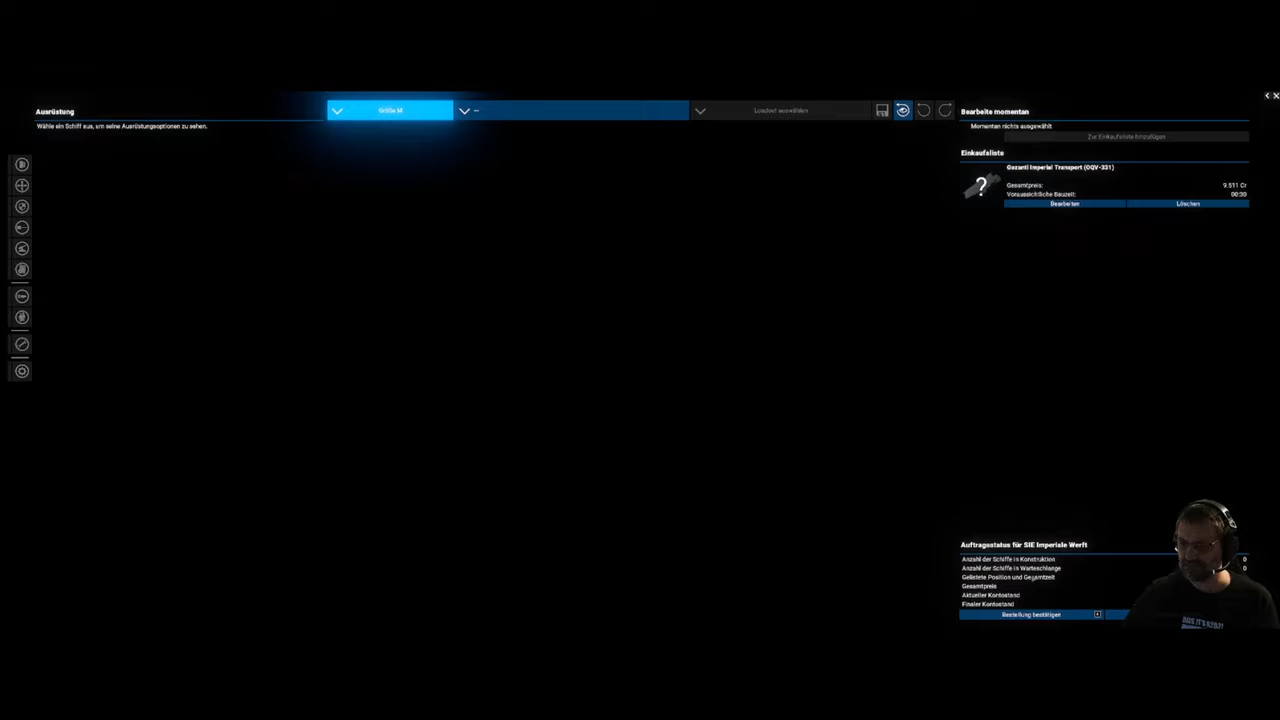 Ausrüstung
Wähle ein Schiff aus, um seine Ausrüstungsoptionen zu sehen.
Größe M
--
Loadout auswählen
Bearbeite momentan
Momentan nichts ausgewählt
Zur Einkaufsliste hinzufügen
Einkaufsliste
Gozanti Imperial Transport (OQV-331)
?
Gesamtpreis: 9.511 Cr
Voraussichtliche Bauzeit: 00:30
Bearbeiten Löschen
Auftragsstatus für SIE Imperiale Werft
Anzahl der Schiffe in Konstruktion 0
Anzahl der Schiffe in Warteschlange 0
Gelistete Position und Gesamtzeit
Gesamtpreis
Aktueller Kontostand
Finaler Kontostand
Bestellung bestätigen